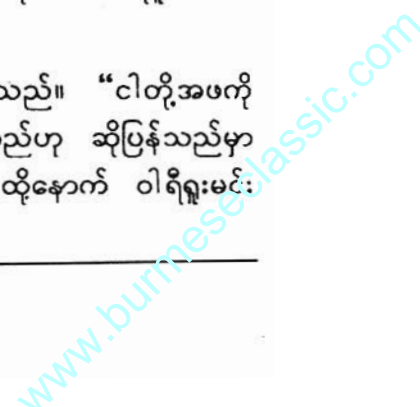 သည်။ “ငါတို့အဖကို
ည်ဟု ဆိုပြန်သည်မှာ
ထို့နောက် ဝါရီရူးမင်း
www.burmeseclassic.com